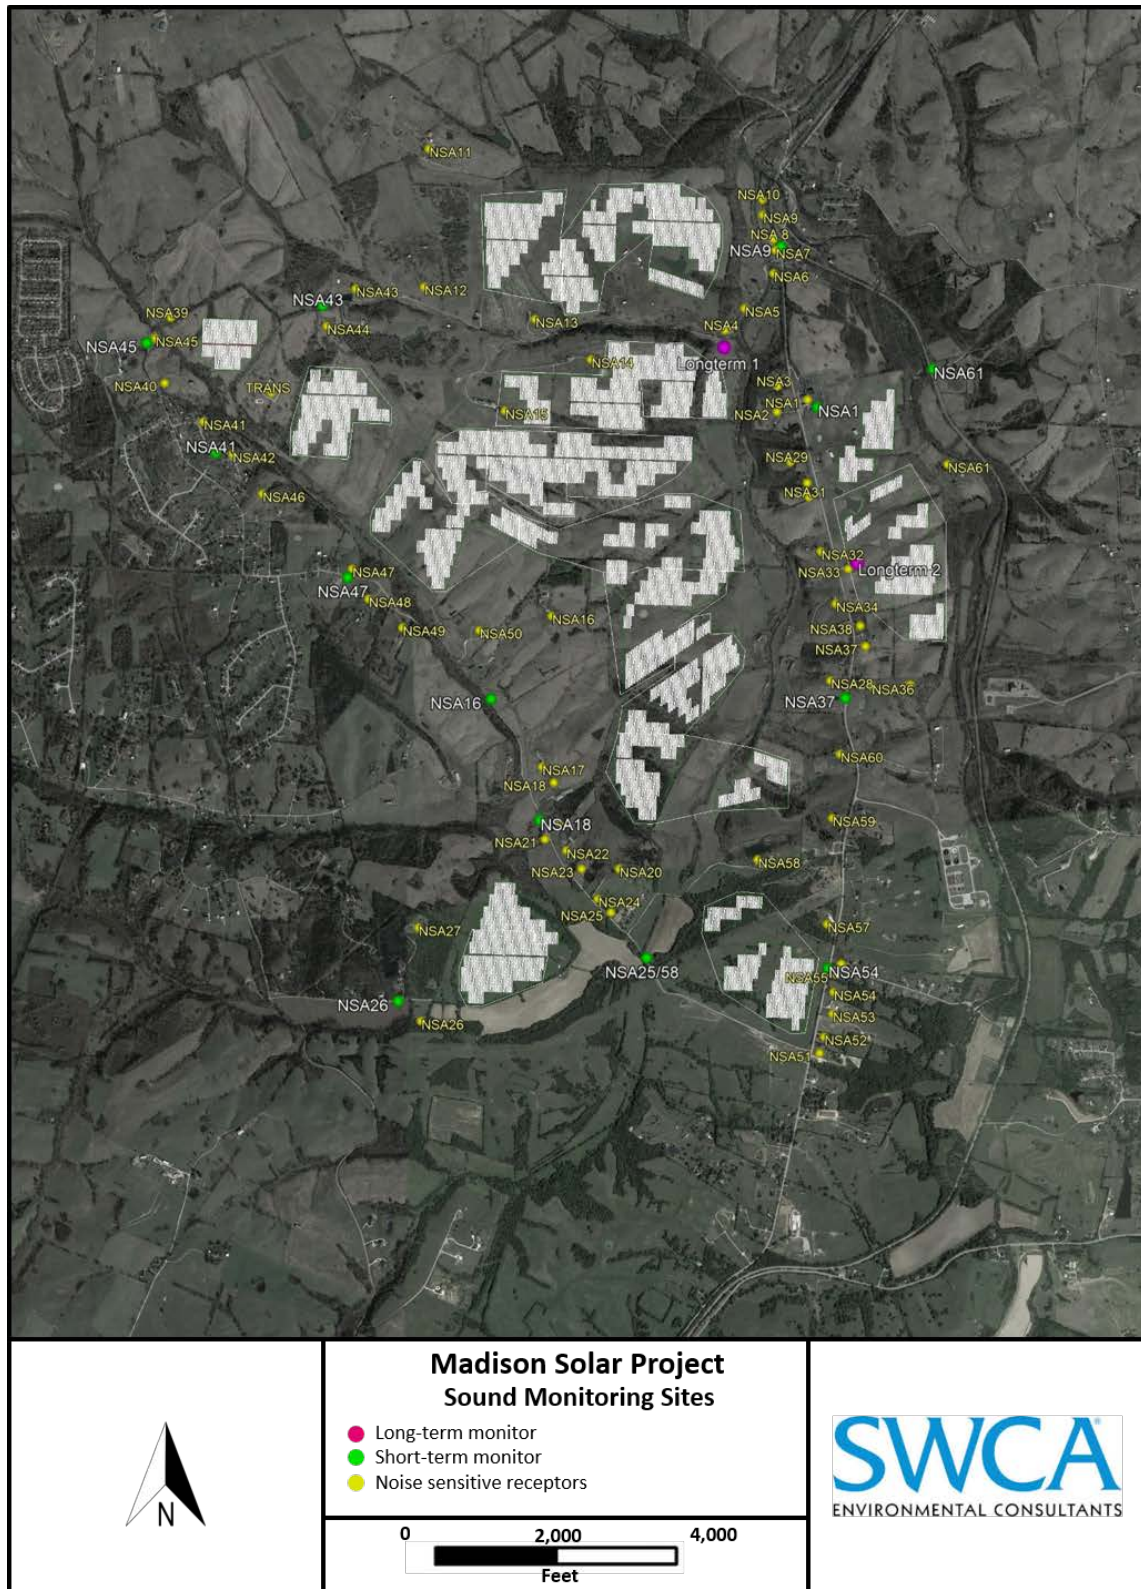 NSA11
NSA10
NSA9
NSA 8
NSA9
NSA7
NSA6
NSA43
NSA43
NSA12
NSA5
NSA39
NSA44
NSA13
NSA4
NSA45
NSA45
Longterm 1
NSA14
NSA61
NSA40
TRANS
NSA3
NSA1
NSA1
NSA15
NSA2
NSA41
NSA41
NSA42
NSA29
NSA61
NSA46
NSA31
NSA32
NSA33
Longterm 2
NSA47
NSA47
NSA48
NSA34
NSA16
NSA49
NSA50
NSA38
NSA37
NSA28
NSA36
NSA16
NSA37
NSA60
NSA17
NSA18
NSA18
NSA59
NSA21
NSA22
NSA23
NSA20
NSA58
NSA24
NSA25
NSA27
NSA57
NSA25/58
NSA54
NSA55
NSA54
NSA26
NSA53
NSA26
NSA52
NSA51
N
Madison Solar Project
Sound Monitoring Sites
Long-term monitor
Short-term monitor
Noise sensitive receptors
0 2,000 4,000
Feet
SWCA®
ENVIRONMENTAL CONSULTANTS